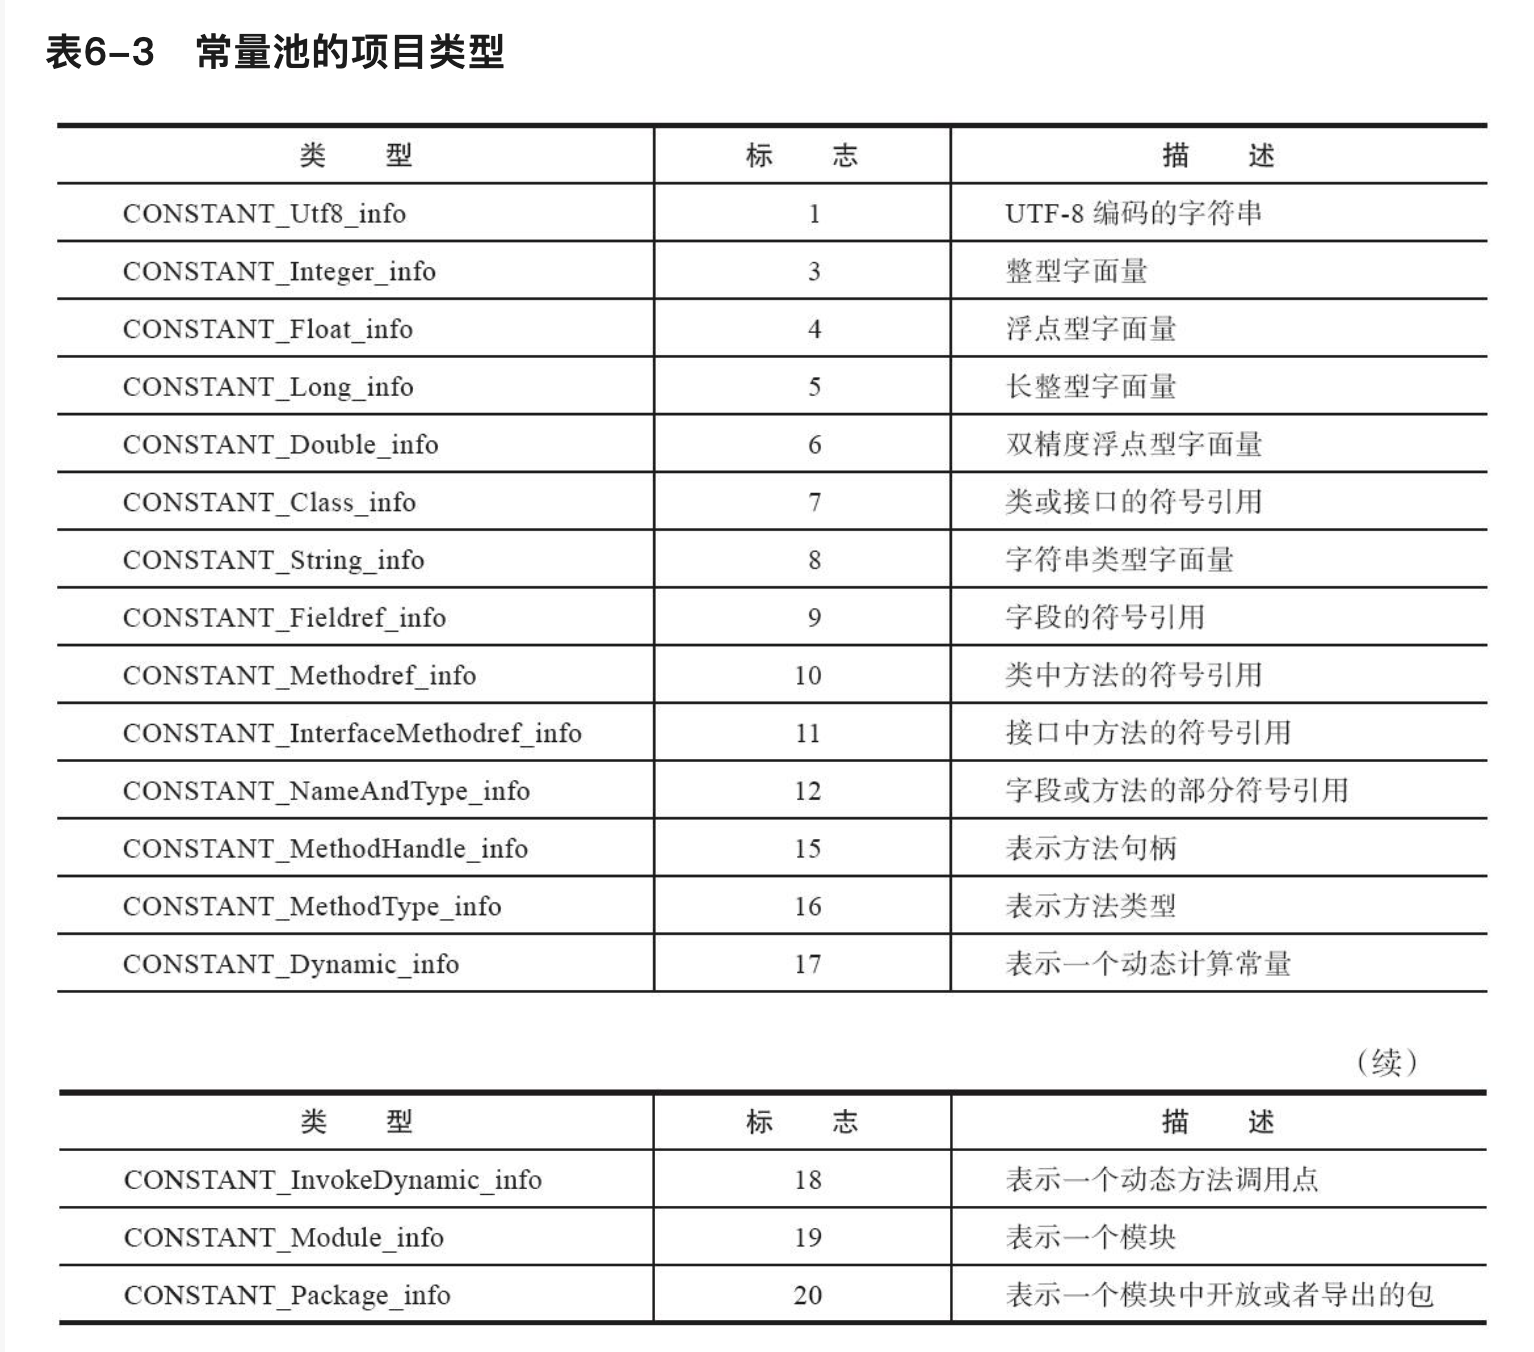 表6-3 常量池的项目类型
类 型 标 志 描 述
CONSTANT_Utf8_info 1 UTF-8 编码的字符串
CONSTANT_Integer_info 3 整型字面量
CONSTANT_Float_info 4 浮点型字面量
CONSTANT_Long_info 5 长整型字面量
CONSTANT_Double_info 6 双精度浮点型字面量
CONSTANT_Class_info 7 类或接口的符号引用
CONSTANT_String_info 8 字符串类型字面量
CONSTANT_Fieldref_info 9 字段的符号引用
CONSTANT_Methodref_info 10 类中方法的符号引用
CONSTANT_InterfaceMethodref_info 11 接口中方法的符号引用
CONSTANT_NameAndType_info 12 字段或方法的部分符号引用
CONSTANT_MethodHandle_info 15 表示方法句柄
CONSTANT_MethodType_info 16 表示方法类型
CONSTANT_Dynamic_info 17 表示一个动态计算常量
（续）
类 型 标 志 描 述
CONSTANT_InvokeDynamic_info 18 表示一个动态方法调用点
CONSTANT_Module_info 19 表示一个模块
CONSTANT_Package_info 20 表示一个模块中开放或者导出的包